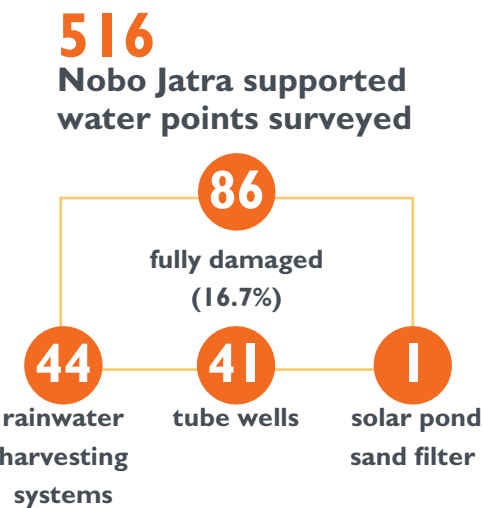 516
Nobo Jatra supported
water points surveyed
86
fully damaged
(16.7%)
44
rainwater
harvesting
systems
41
tube wells
1
solar pond
sand filter